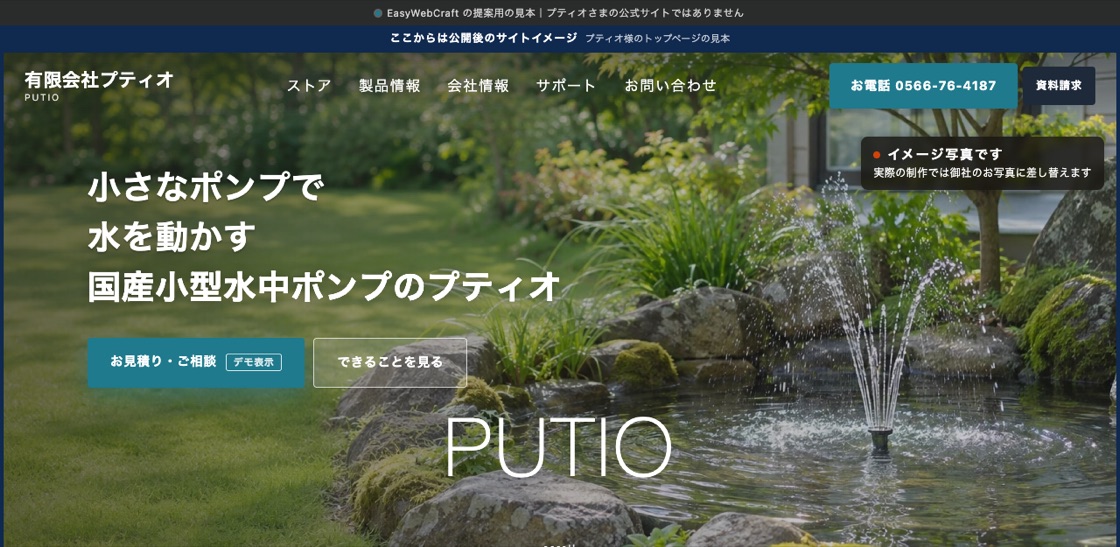 EasyWebCraft の提案用の見本｜プティオさまの公式サイトではありません
ここからは公開後のサイトイメージ プティオ様のトップページの見本
有限会社プティオ
PUTIO
ストア 製品情報 会社情報 サポート お問い合わせ
お電話 0566-76-4187
資料請求
イメージ写真です
実際の制作では御社のお写真に差し替えます
小さなポンプで
水を動かす
国産小型水中ポンプのプティオ
お見積り・ご相談 デモ表示
できることを見る
PUTIO